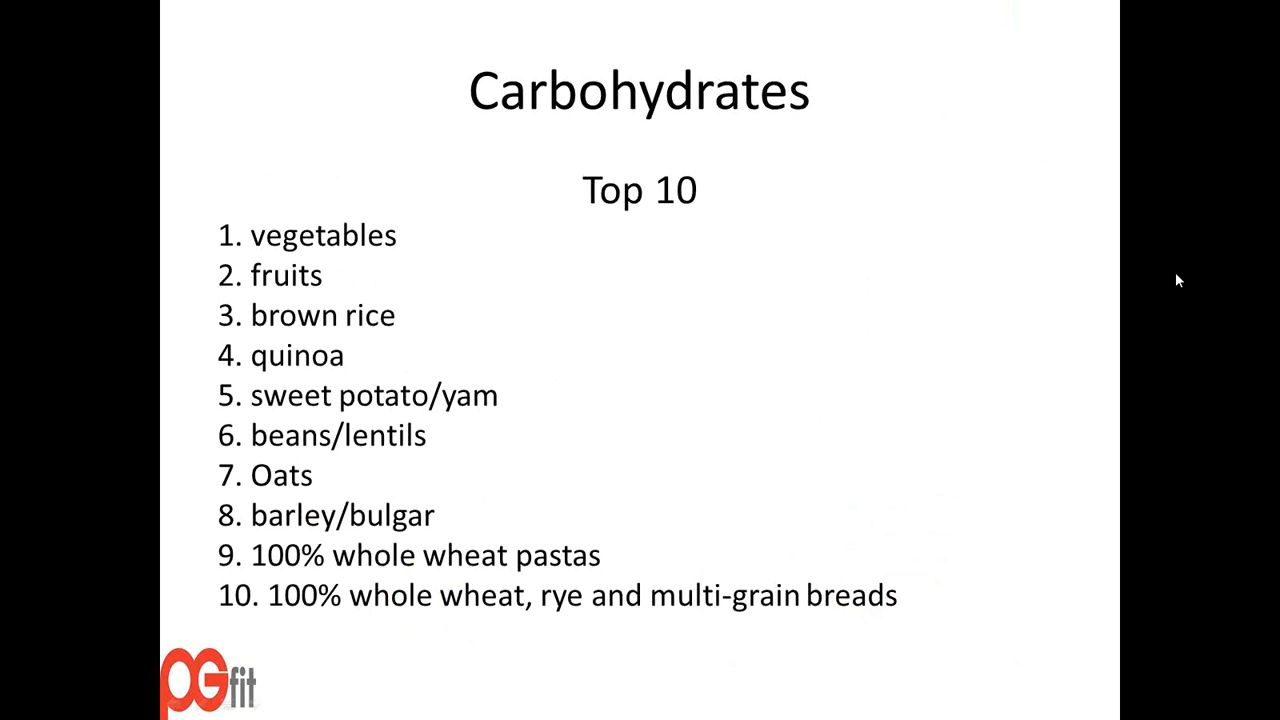 Carbohydrates
Top 10
1. vegetables
2. fruits
3. brown rice
4. quinoa
5. sweet potato/yam
6. beans/lentils
7. Oats
8. barley/bulgar
9. 100% whole wheat pastas
10. 100% whole wheat, rye and multi-grain breads
PGfit